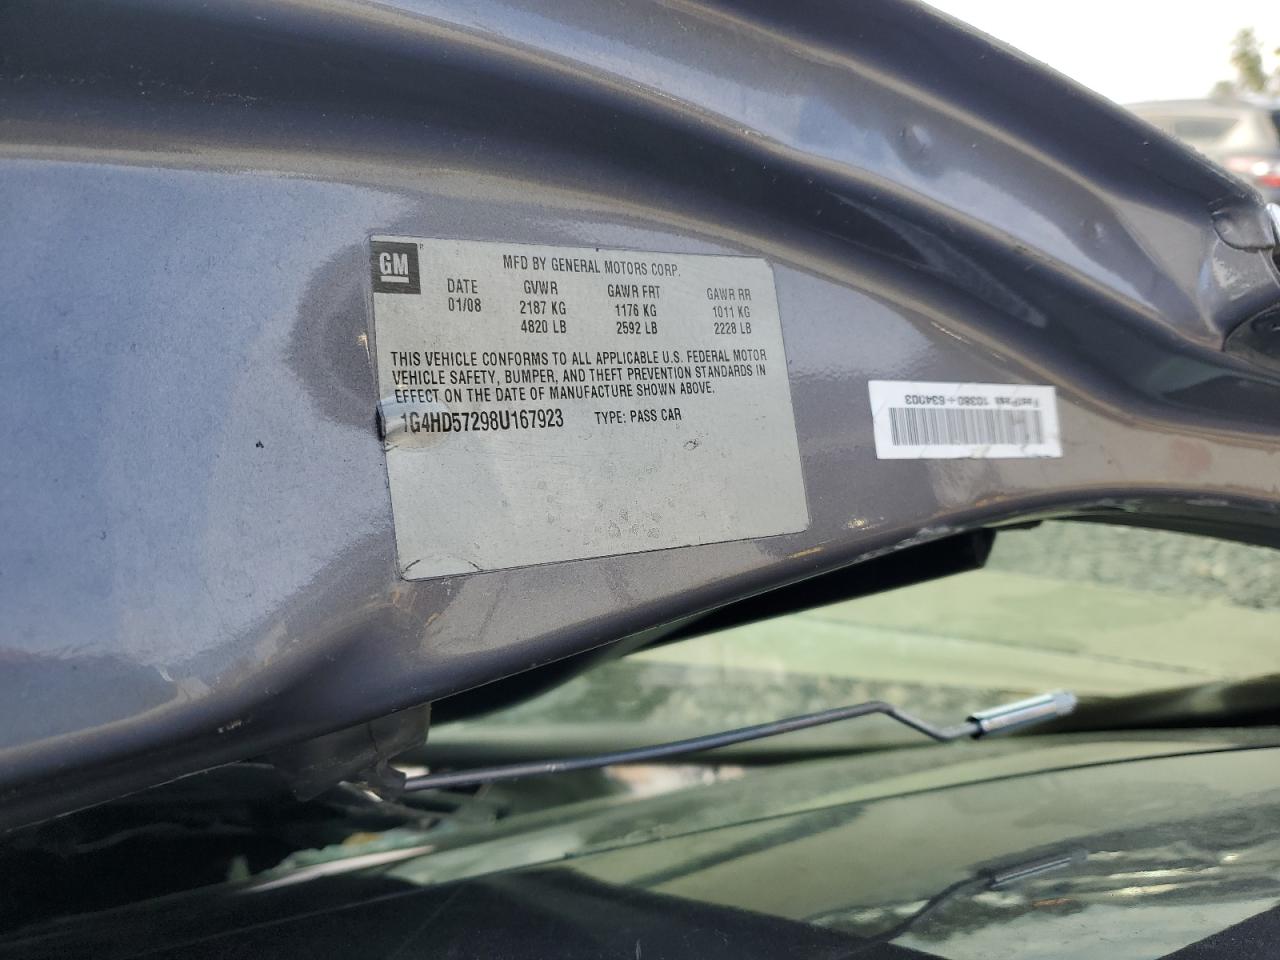 GM
MFD BY GENERAL MOTORS CORP.
DATE GVWR GAWR FRT GAWR RR
01/08 2187 KG 1176 KG 1011 KG
4820 LB 2592 LB 2228 LB
THIS VEHICLE CONFORMS TO ALL APPLICABLE U.S. FEDERAL MOTOR
VEHICLE SAFETY, BUMPER, AND THEFT PREVENTION STANDARDS IN
EFFECT ON THE DATE OF MANUFACTURE SHOWN ABOVE.
1G4HD57298U167923 TYPE: PASS CAR